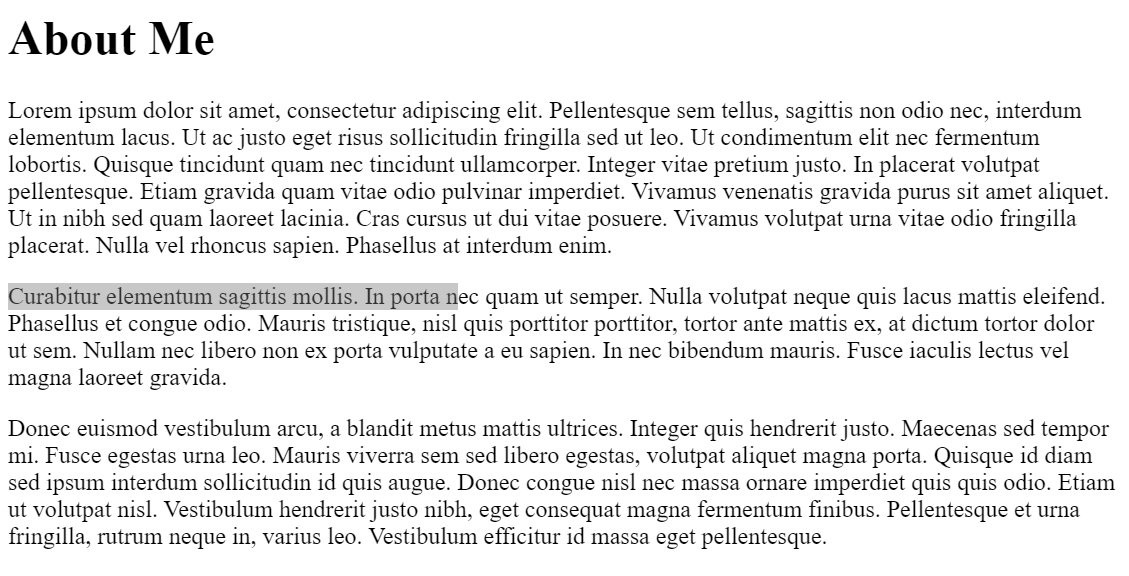 About Me
Lorem ipsum dolor sit amet, consectetur adipiscing elit. Pellentesque sem tellus, sagittis non odio nec, interdum
elementum lacus. Ut ac justo eget risus sollicitudin fringilla sed ut leo. Ut condimentum elit nec fermentum
lobortis. Quisque tincidunt quam nec tincidunt ullamcorper. Integer vitae pretium justo. In placerat volutpat
pellentesque. Etiam gravida quam vitae odio pulvinar imperdiet. Vivamus venenatis gravida purus sit amet aliquet.
Ut in nibh sed quam laoreet lacinia. Cras cursus ut dui vitae posuere. Vivamus volutpat urna vitae odio fringilla
placerat. Nulla vel rhoncus sapien. Phasellus at interdum enim.
Curabitur elementum sagittis mollis. In porta nec quam ut semper. Nulla volutpat neque quis lacus mattis eleifend.
Phasellus et congue odio. Mauris tristique, nisl quis porttitor porttitor, tortor ante mattis ex, at dictum tortor dolor
ut sem. Nullam nec libero non ex porta vulputate a eu sapien. In nec bibendum mauris. Fusce iaculis lectus vel
magna laoreet gravida.
Donec euismod vestibulum arcu, a blandit metus mattis ultrices. Integer quis hendrerit justo. Maecenas sed tempor
mi. Fusce egestas urna leo. Mauris viverra sem sed libero egestas, volutpat aliquet magna porta. Quisque id diam
sed ipsum interdum sollicitudin id quis augue. Donec congue nisl nec massa ornare imperdiet quis quis odio. Etiam
ut volutpat nisl. Vestibulum hendrerit justo nibh, eget consequat magna fermentum finibus. Pellentesque et urna
fringilla, rutrum neque in, varius leo. Vestibulum efficitur id massa eget pellentesque.